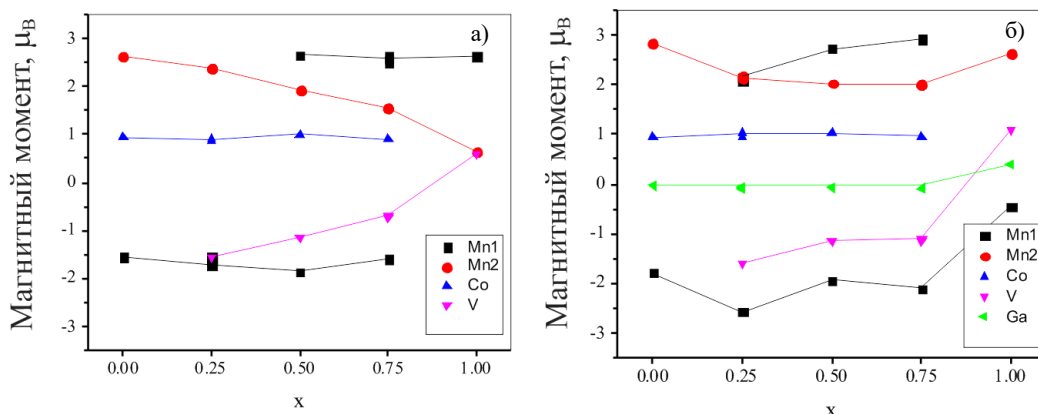 Магнитный момент, μB
a)
3
2
1
0
-1
-2
-3
0.00 0.25 0.50 0.75 1.00
x
Mn1
Mn2
Co
V
Магнитный момент, μB
б)
3
2
1
0
-1
-2
-3
0.00 0.25 0.50 0.75 1.00
x
Mn1
Mn2
Co
V
Ga